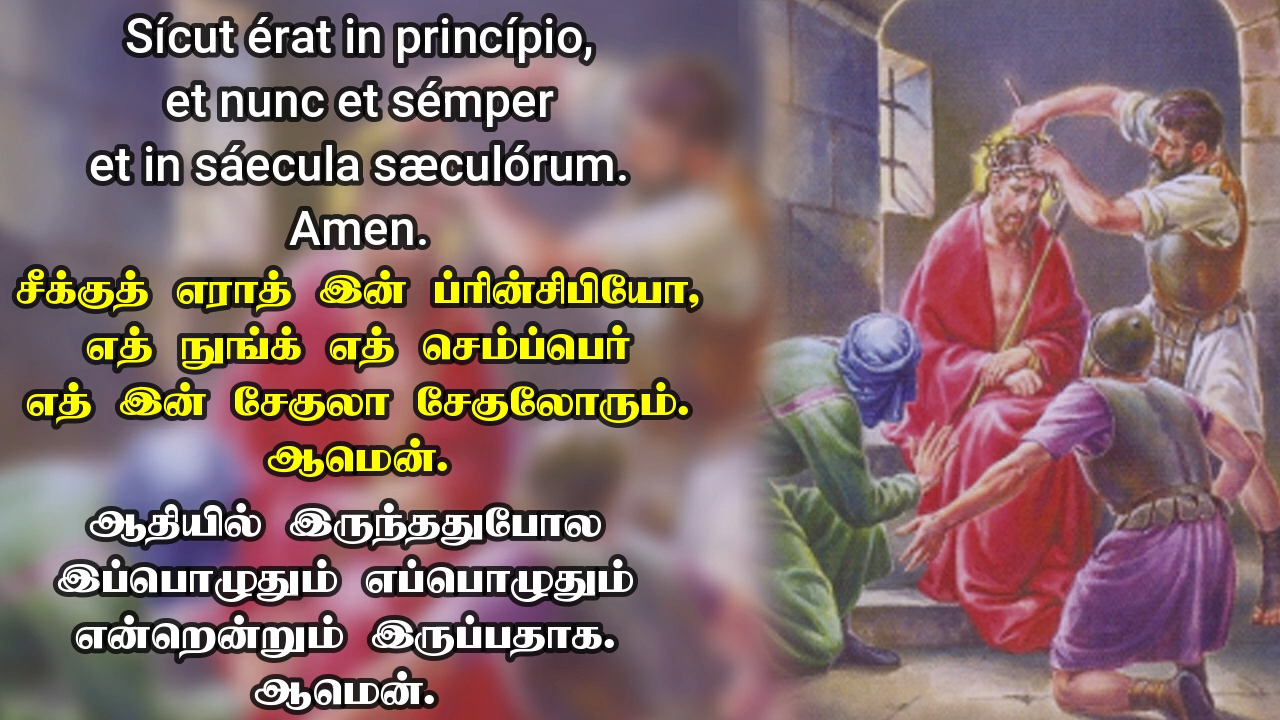 Sícut érat in princípio,
et nunc et sémper
et in sáecula sæculórum.
Amen.
சீக்குத் எராத் இன் ப்ரின்சிபியோ,
எத் நுங்க் எத் செம்ப்பெர்
எத் இன் சேகுலா சேகுலோரும்.
ஆமென்.
ஆதியில் இருந்ததுபோல
இப்பொழுதும் எப்பொழுதும்
என்றென்றும் இருப்பதாக.
ஆமென்.